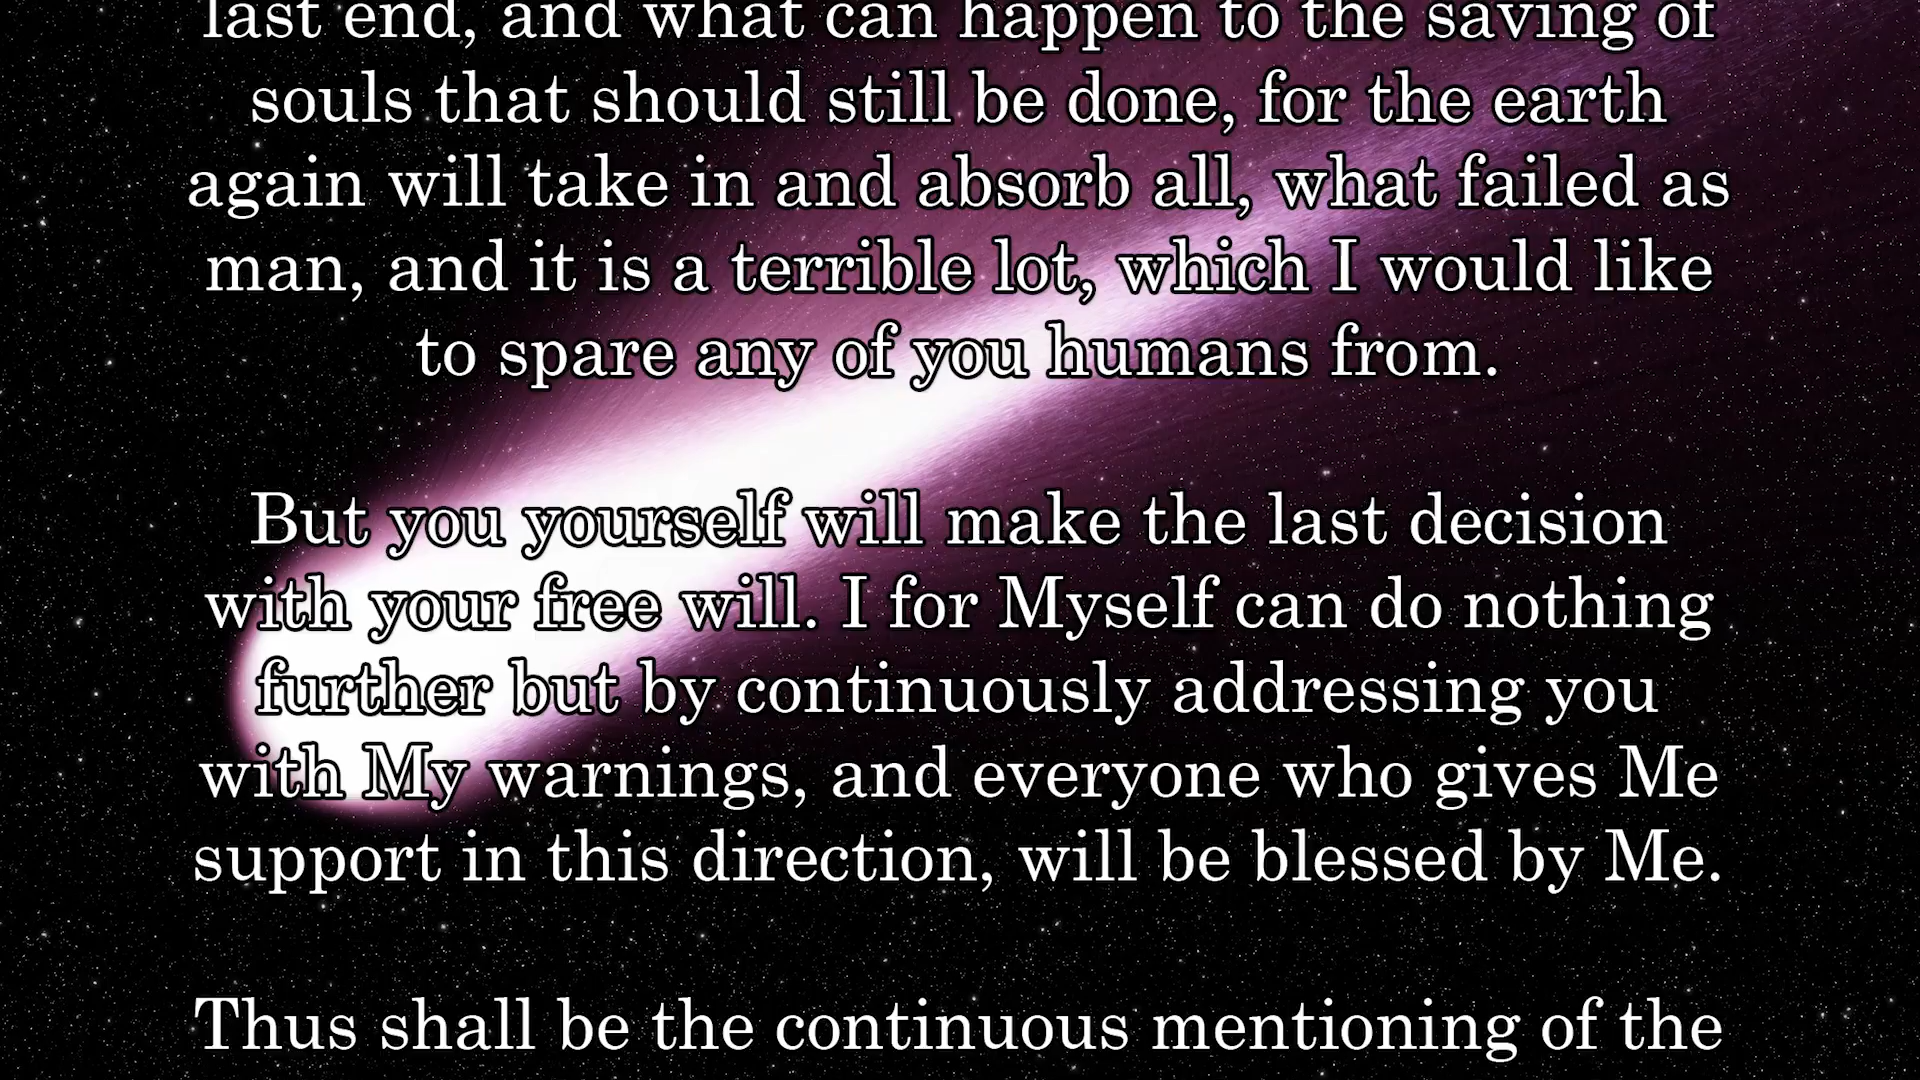 last end, and what can happen to the saving of
souls that should still be done, for the earth
again will take in and absorb all, what failed as
man, and it is a terrible lot, which I would like
to spare any of you humans from.
But you yourself will make the last decision
with your free will. I for Myself can do nothing
further but by continuously addressing you
with My warnings, and everyone who gives Me
support in this direction, will be blessed by Me.
Thus shall be the continuous mentioning of the